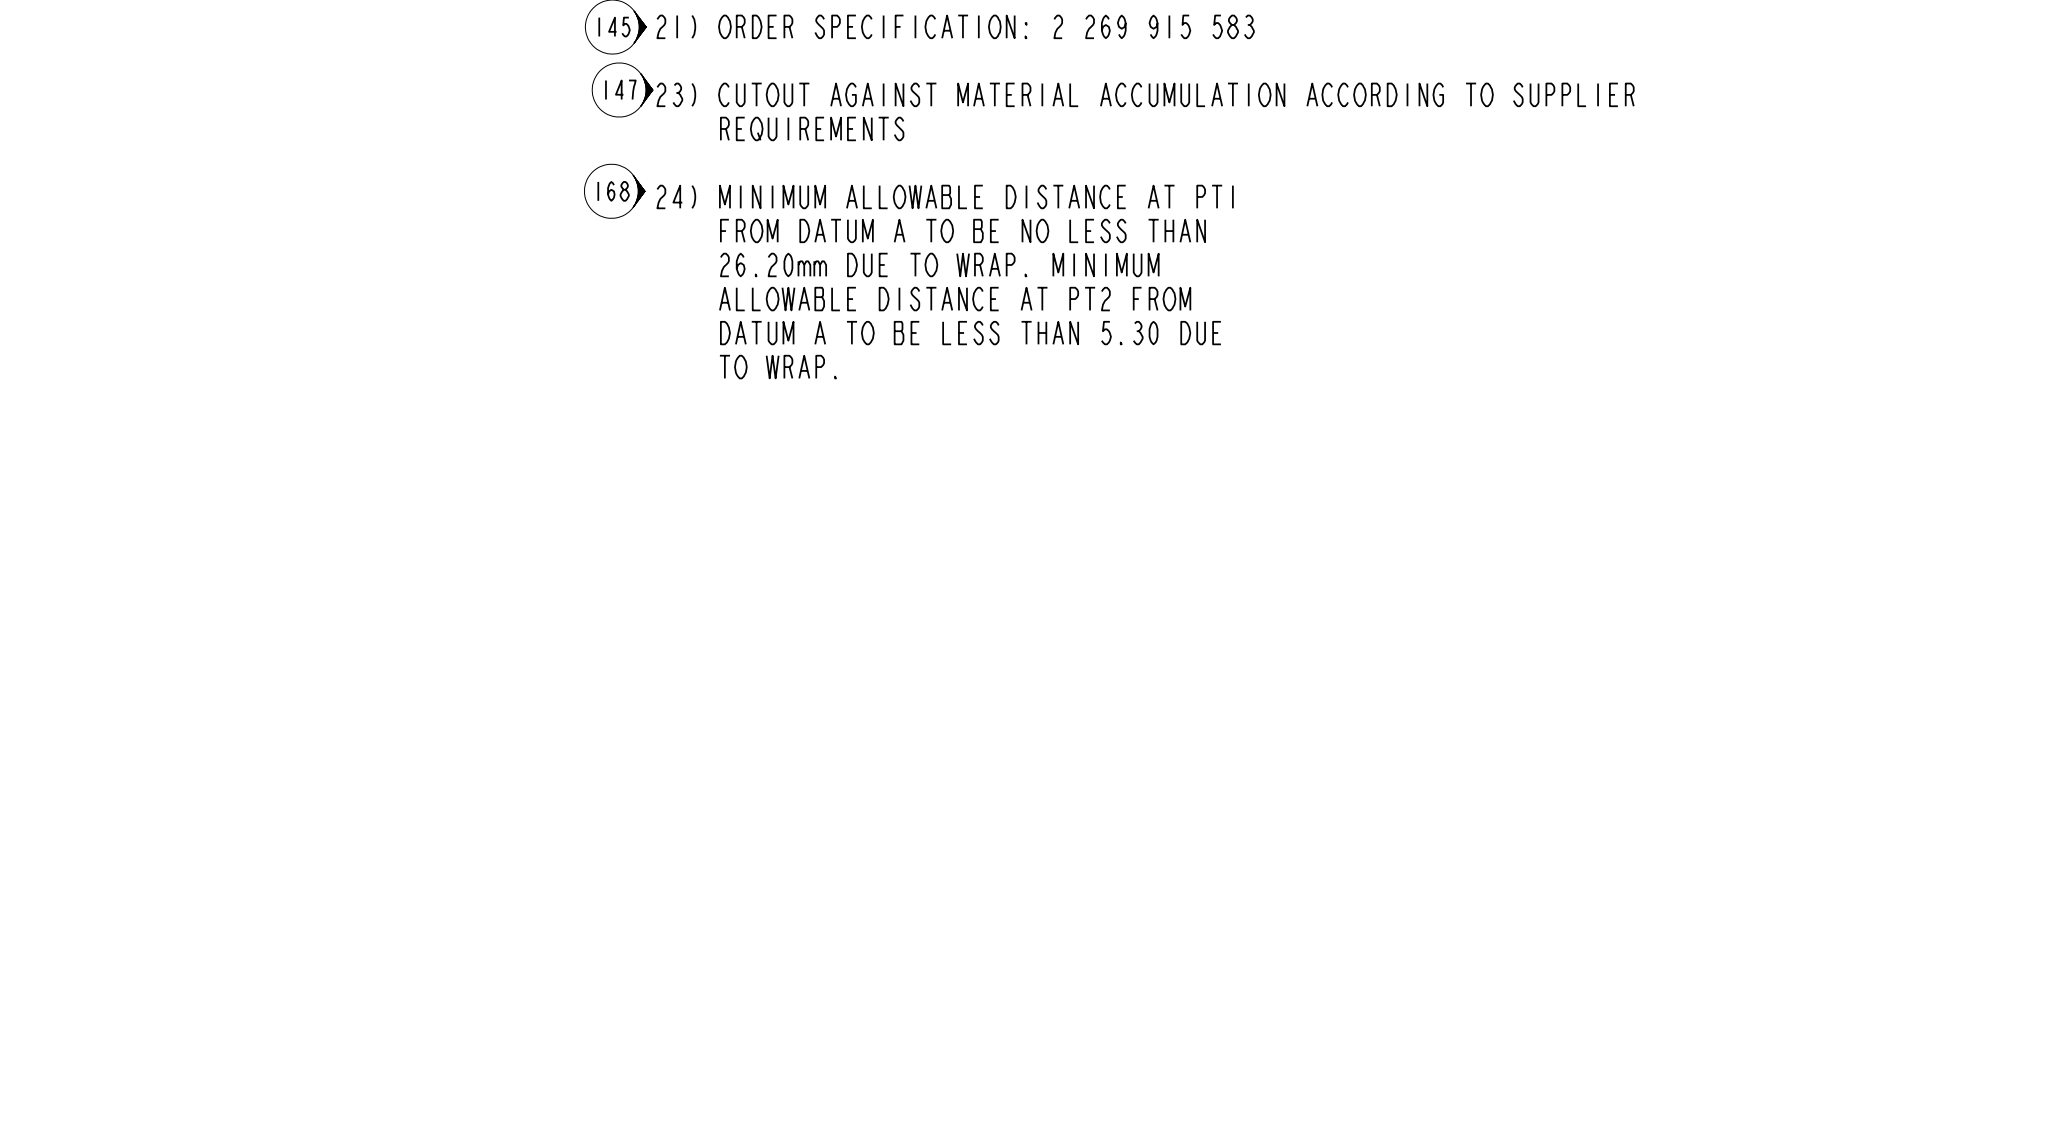 145 21) ORDER SPECIFICATION: 2 269 915 583
147 23) CUTOUT AGAINST MATERIAL ACCUMULATION ACCORDING TO SUPPLIER
REQUIREMENTS
168 24) MINIMUM ALLOWABLE DISTANCE AT PT1
FROM DATUM A TO BE NO LESS THAN
26.20mm DUE TO WRAP. MINIMUM
ALLOWABLE DISTANCE AT PT2 FROM
DATUM A TO BE LESS THAN 5.30 DUE
TO WRAP.